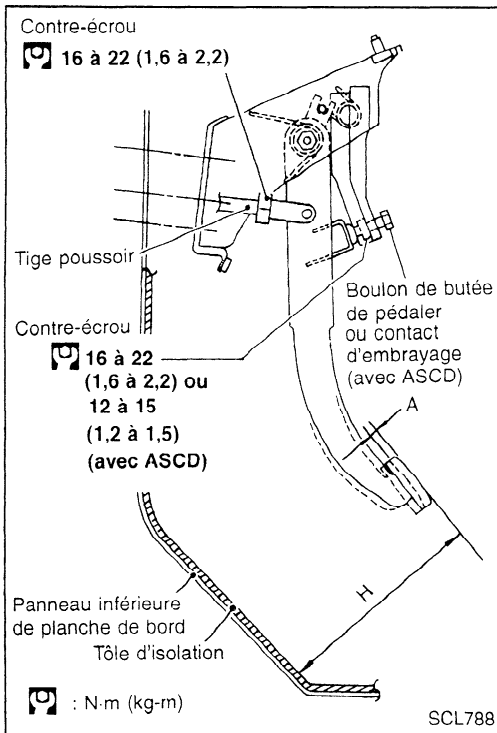 Contre-écrou
16 à 22 (1,6 à 2,2)
Tige poussoir
Contre-écrou
16 à 22
(1,6 à 2,2) ou
12 à 15
(1,2 à 1,5)
(avec ASCD)
Boulon de butée
de pédaler
ou contact
d'embrayage
(avec ASCD)
A
H
Panneau inférieure
de planche de bord
Tôle d'isolation
: N·m (kg-m)
SCL788